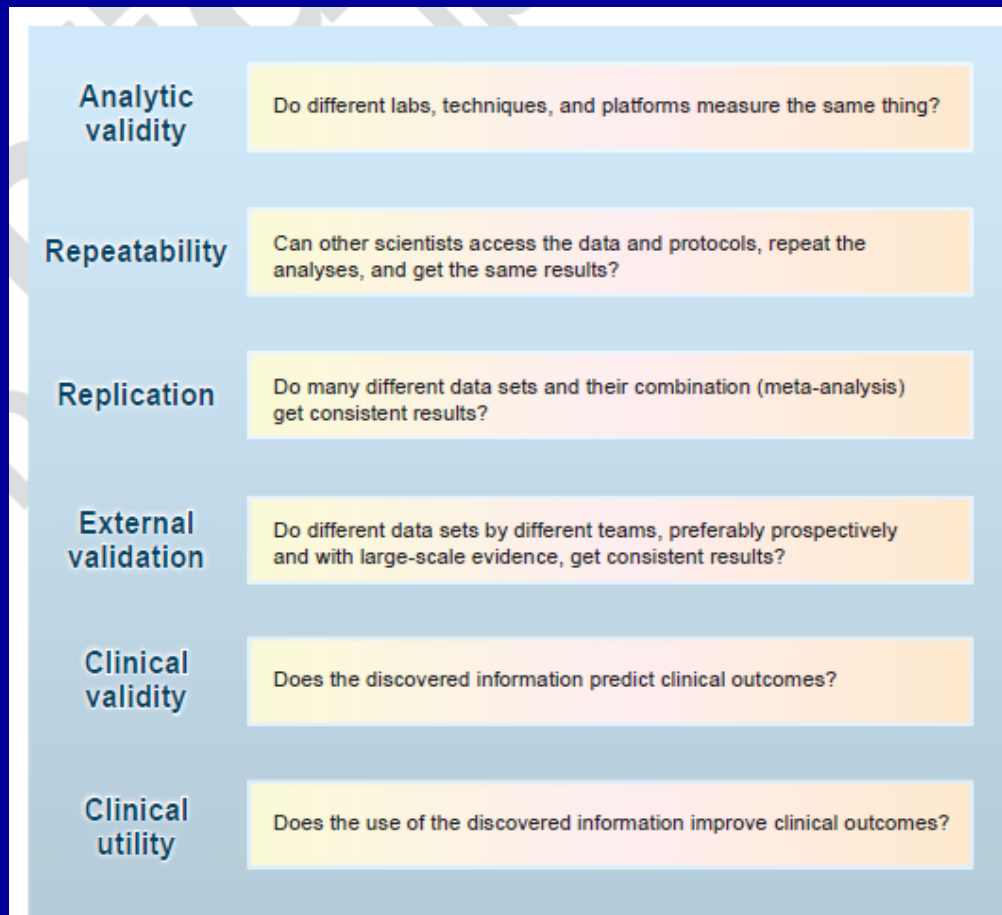 Analytic
validity
Do different labs, techniques, and platforms measure the same thing?
Repeatability
Can other scientists access the data and protocols, repeat the
analyses, and get the same results?
Replication
Do many different data sets and their combination (meta-analysis)
get consistent results?
External
validation
Do different data sets by different teams, preferably prospectively
and with large-scale evidence, get consistent results?
Clinical
validity
Does the discovered information predict clinical outcomes?
Clinical
utility
Does the use of the discovered information improve clinical outcomes?